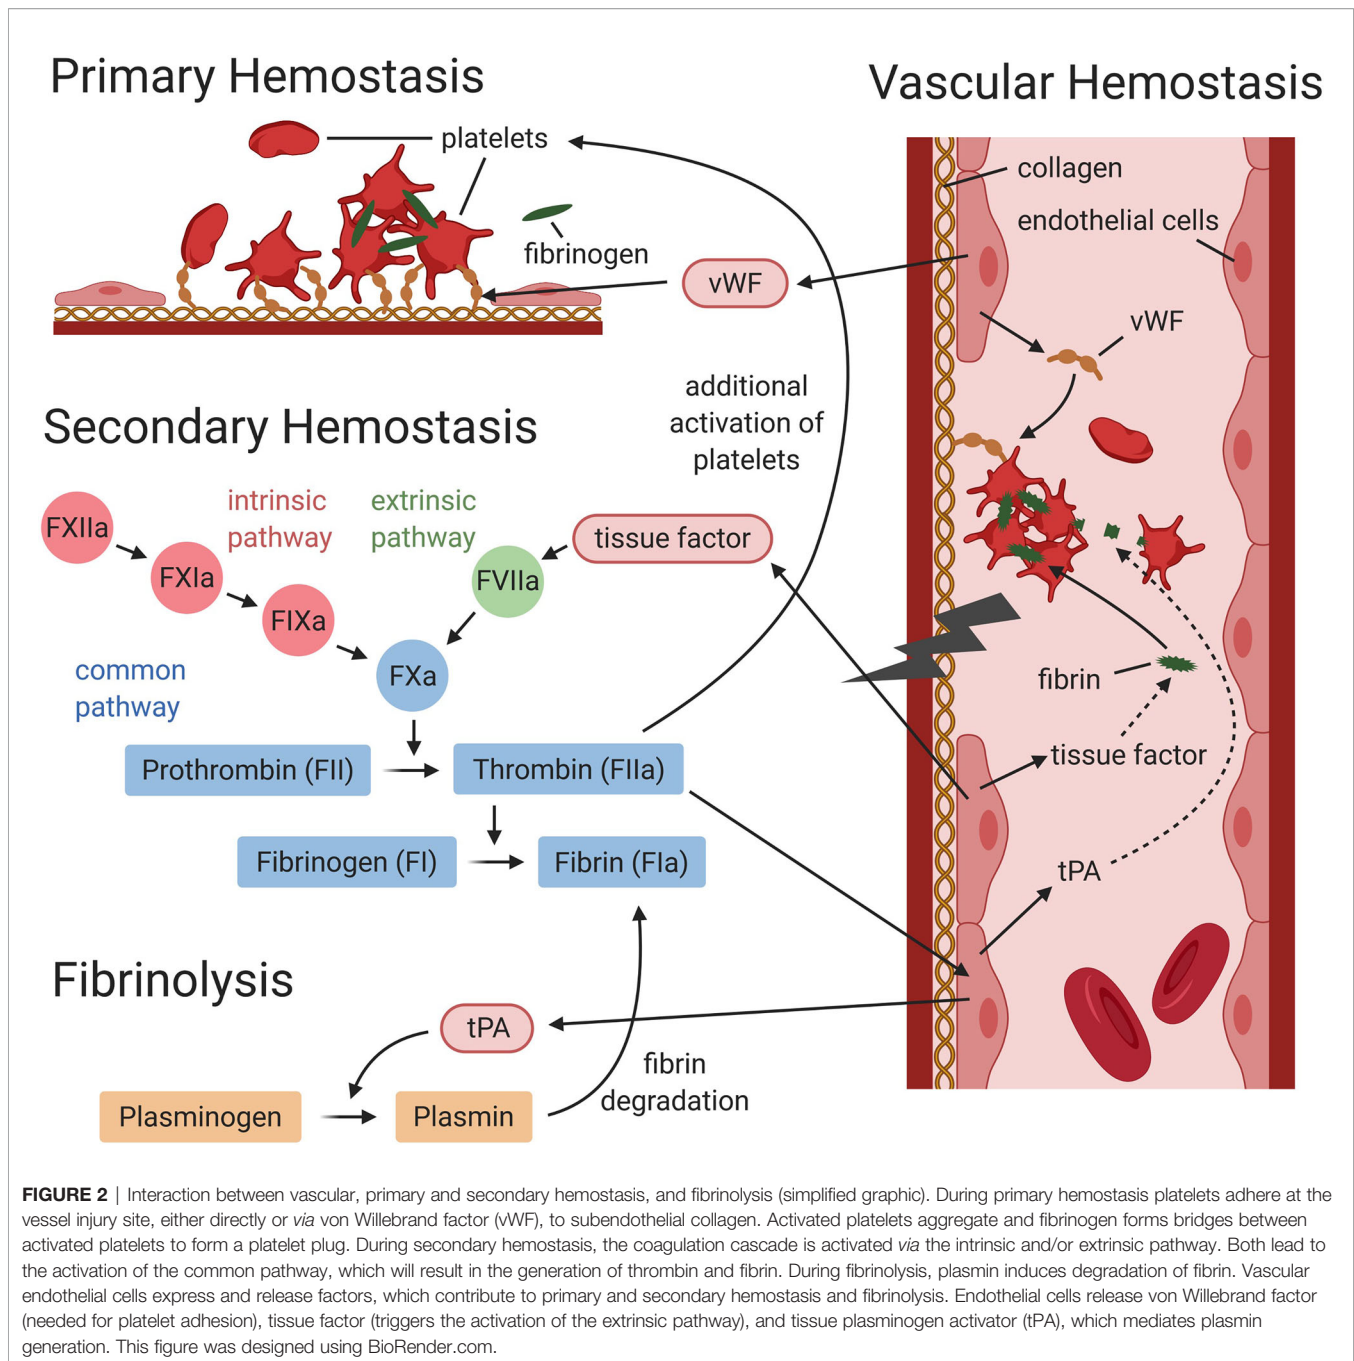 Primary Hemostasis
platelets
fibrinogen
vWF
Vascular Hemostasis
collagen
endothelial cells
vWF
additional
activation of
platelets
Secondary Hemostasis
intrinsic
pathway
extrinsic
pathway
FXIIa
FXIa
FIXa
FVIIa
tissue factor
FXa
common
pathway
Prothrombin (FII)
Thrombin (FIIa)
Fibrinogen (FI)
Fibrin (FIa)
fibrin
tissue factor
tPA
Fibrinolysis
tPA
fibrin
degradation
Plasminogen
Plasmin
FIGURE 2 | Interaction between vascular, primary and secondary hemostasis, and fibrinolysis (simplified graphic). During primary hemostasis platelets adhere at the
vessel injury site, either directly or via von Willebrand factor (vWF), to subendothelial collagen. Activated platelets aggregate and fibrinogen forms bridges between
activated platelets to form a platelet plug. During secondary hemostasis, the coagulation cascade is activated via the intrinsic and/or extrinsic pathway. Both lead to
the activation of the common pathway, which will result in the generation of thrombin and fibrin. During fibrinolysis, plasmin induces degradation of fibrin. Vascular
endothelial cells express and release factors, which contribute to primary and secondary hemostasis and fibrinolysis. Endothelial cells release von Willebrand factor
(needed for platelet adhesion), tissue factor (triggers the activation of the extrinsic pathway), and tissue plasminogen activator (tPA), which mediates plasmin
generation. This figure was designed using BioRender.com.